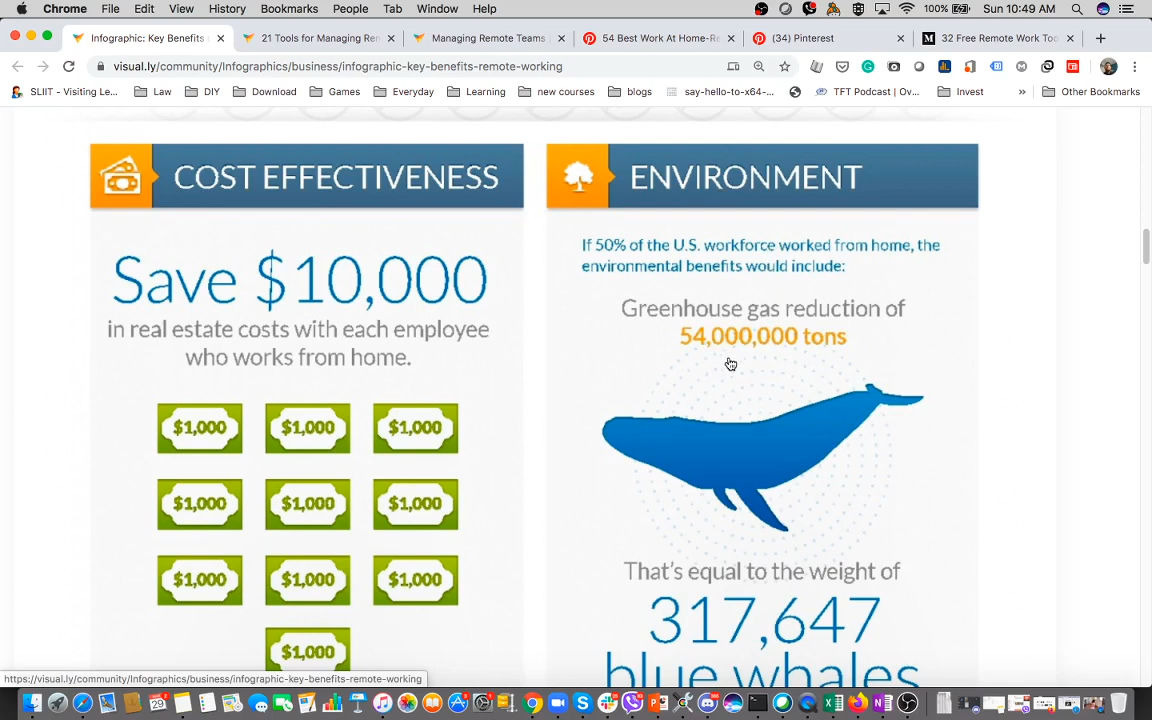 Chrome File Edit View History Bookmarks People Tab Window Help 100% Sun 10:49 AM
Infographic: Key Benefits
21 Tools for Managing Ren
Managing Remote Teams
54 Best Work At Home-Re
(34) Pinterest
32 Free Remote Work Too
visual.ly/community/Infographics/business/infographic-key-benefits-remote-working
SLIIT - Visiting Le... Law DIY Download Games Everyday Learning new courses blogs say-hello-to-x64-... TFT Podcast | Ov... Invest » Other Bookmarks
COST EFFECTIVENESS
Save $10,000
in real estate costs with each employee
who works from home.
$1,000 $1,000 $1,000
$1,000 $1,000 $1,000
$1,000 $1,000 $1,000
$1,000
ENVIRONMENT
If 50% of the U.S. workforce worked from home, the
environmental benefits would include:
Greenhouse gas reduction of
54,000,000 tons
That's equal to the weight of
317,647
blue whales
https://visual.ly/community/Infographics/business/infographic-key-benefits-remote-working